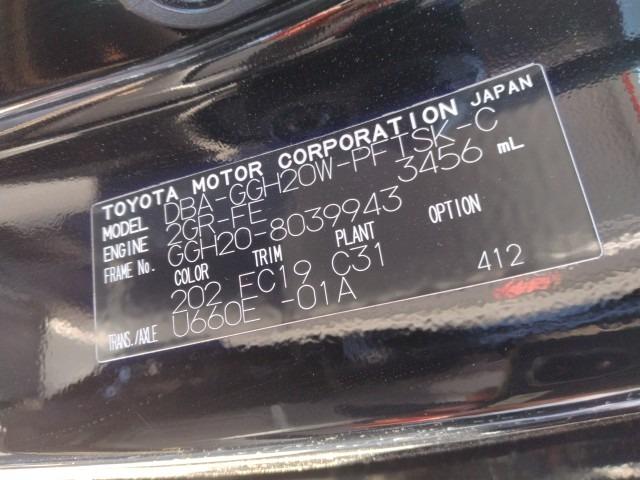 TOYOTA MOTOR CORPORATION JAPAN
MODEL DBA-GGH20W-PFTSK-C
ENGINE 2GR-FE 3456 mL
FRAME No. GGH20-8039943
COLOR TRIM PLANT OPTION
202 FC19 C31 412
TRANS./AXLE U660E -01A